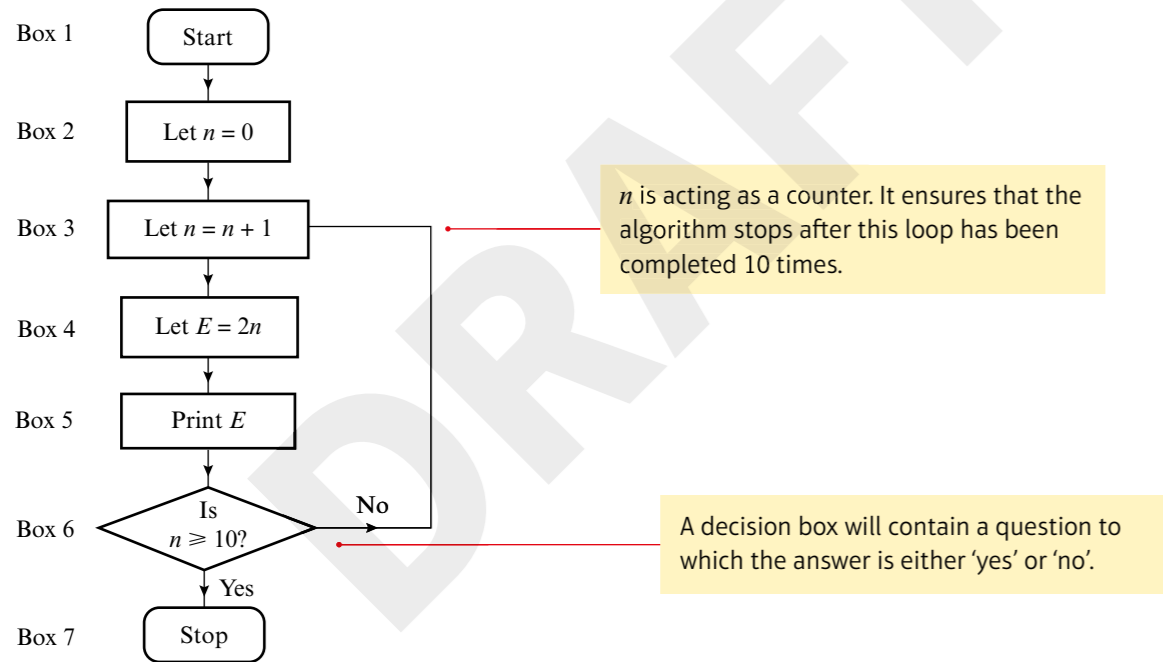 Box 1
Start
Box 2
Let n = 0
Box 3
Let n = n + 1
n is acting as a counter. It ensures that the
algorithm stops after this loop has been
completed 10 times.
Box 4
Let E = 2n
Box 5
Print E
Box 6
Is
n ⩾ 10?
No
A decision box will contain a question to
which the answer is either ‘yes’ or ‘no’.
Yes
Box 7
Stop
DRAFT